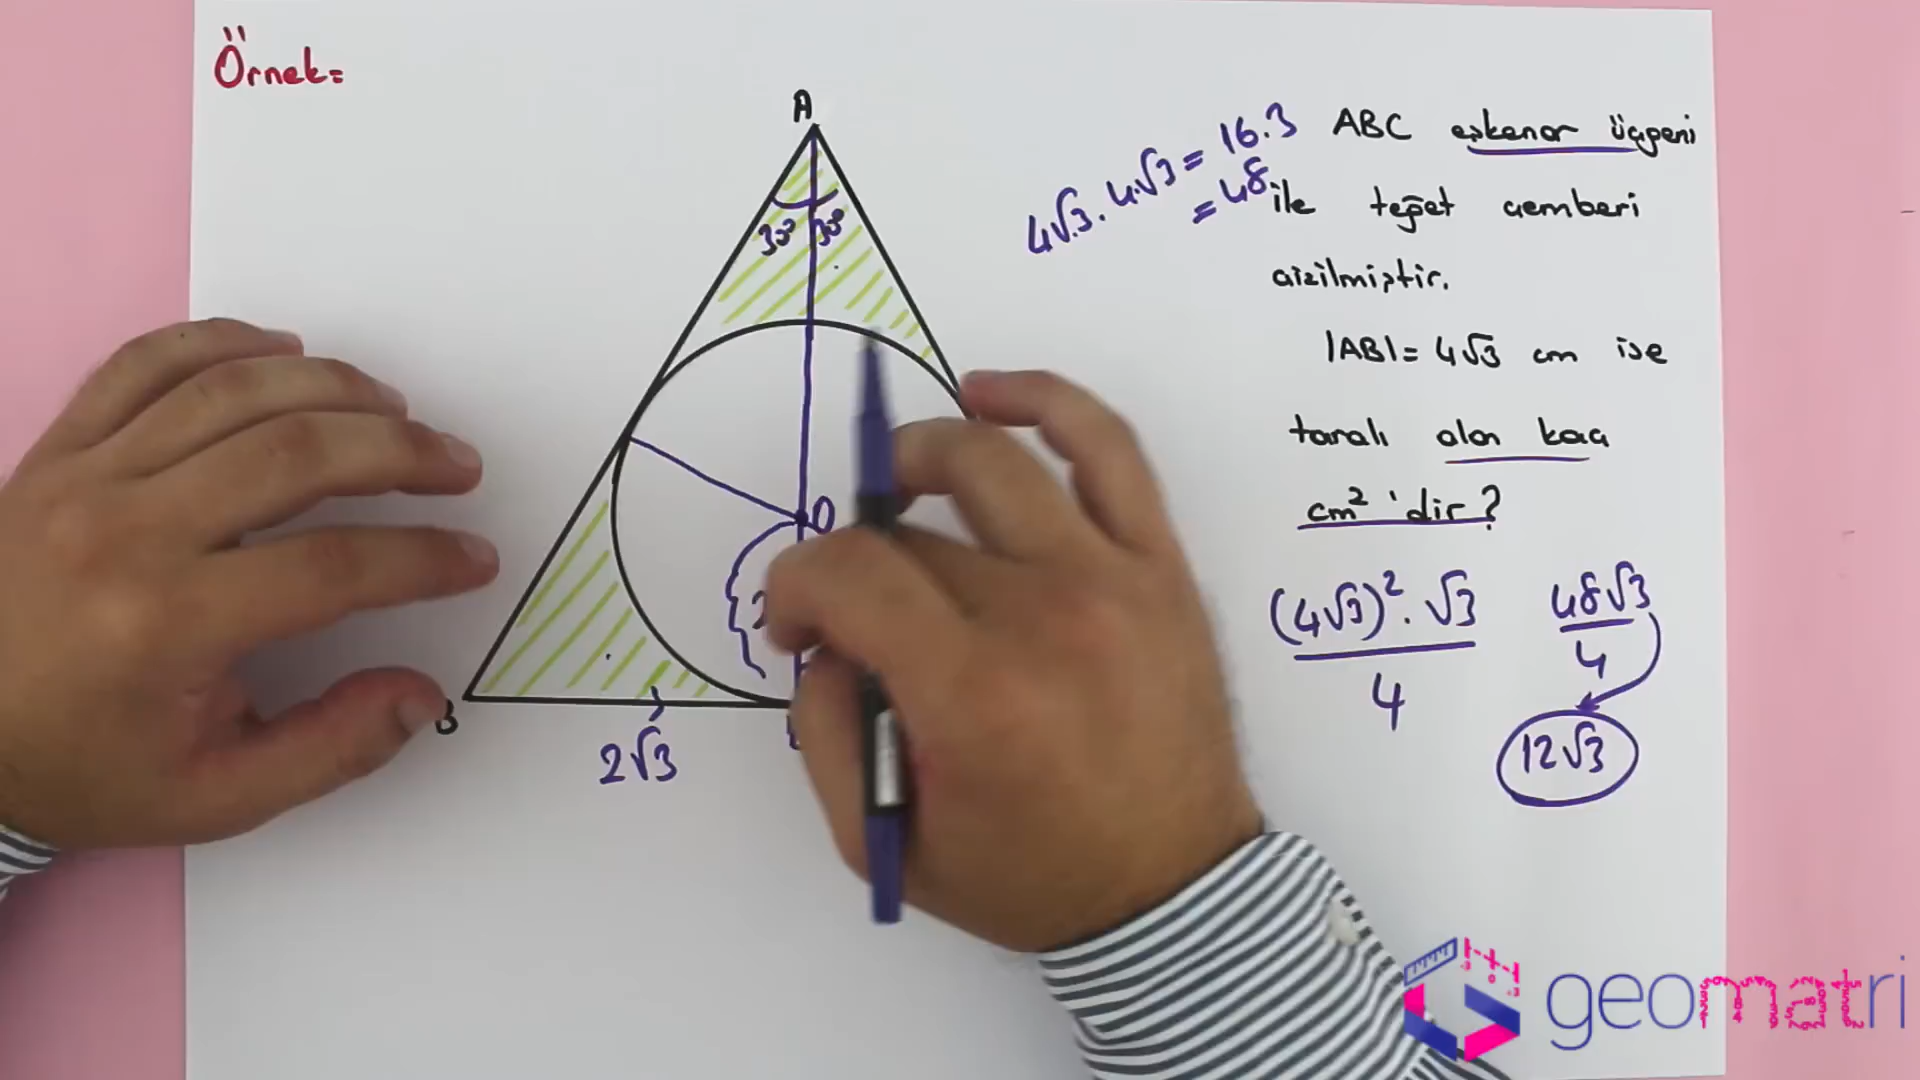 Örnek=
A
30° 30°
O
2
B
2√3
4√3.4√3=16.3
=48
ABC eşkenar üçgeni
ile teğet çemberi
çizilmiştir.
|AB|=4√3 cm ise
taralı alan kaç
cm² 'dir?
(4√3)².√3
4
48√3
4
12√3
geomatri